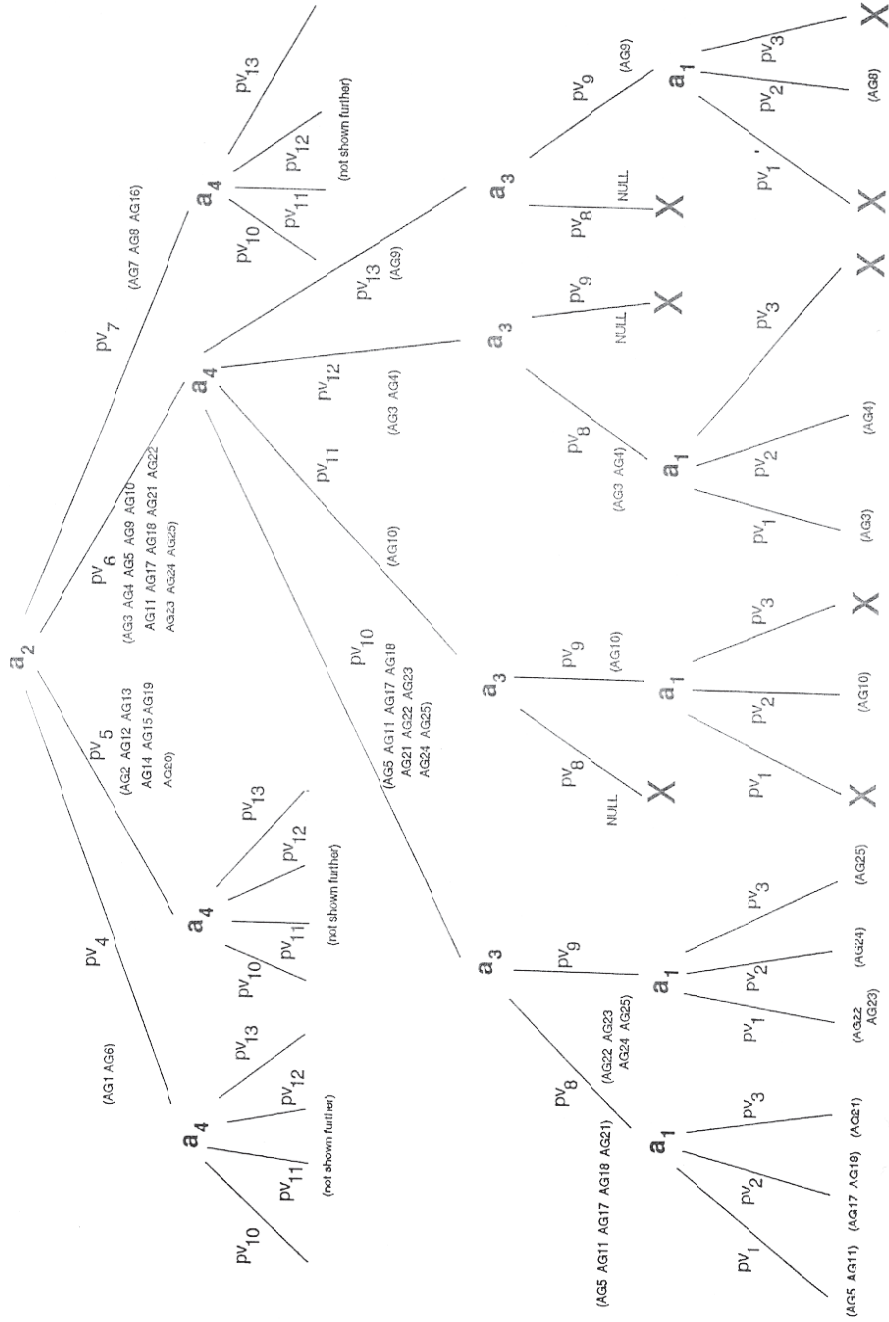 a2
pv4
pv5
pv6
pv7
(AG1 AG6)
(AG2 AG12 AG13
AG14 AG15 AG19
AG20)
(AG3 AG4 AG5 AG9 AG10
AG11 AG17 AG18 AG21 AG22
AG23 AG24 AG25)
(AG7 AG8 AG16)
a4
a4
a4
a4
pv10
pv11
pv12
pv13
(not shown further)
pv10
pv11
pv12
pv13
(not shown further)
pv10
(AG5 AG11 AG17 AG18
AG21 AG22 AG23
AG24 AG25)
pv11
(AG10)
pv12
(AG3 AG4)
pv13
(AG9)
pv10
pv11
pv12
pv13
(not shown further)
a3
a3
a3
a3
pv8
(AG5 AG11 AG17 AG18 AG21)
pv9
(AG22 AG23
AG24 AG25)
pv8
NULL
X
pv9
(AG10)
pv8
(AG3 AG4)
pv9
NULL
X
pv8
NULL
X
pv9
(AG9)
a1
a1
a1
a1
a1
pv1
pv2
pv3
pv1
pv2
pv3
pv1
pv2
pv3
pv1
pv2
pv3
pv1 '
pv2
pv3
(AG5 AG11)
(AG17 AG19)
(AG21)
(AG22
AG23)
(AG24)
(AG25)
X
(AG10)
X
(AG3)
(AG4)
X
X
(AG8)
X